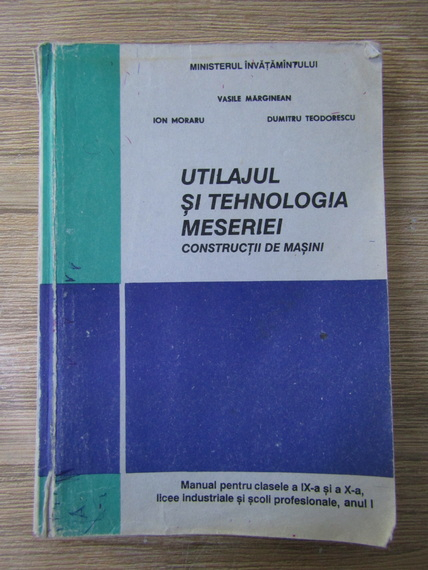 MINISTERUL ÎNVĂȚĂMÎNTULUI
VASILE MĂRGINEAN
ION MORARU DUMITRU TEODORESCU
UTILAJUL
ȘI TEHNOLOGIA
MESERIEI
CONSTRUCȚII DE MAȘINI
Manual pentru clasele a IX-a și a X-a,
licee industriale și școli profesionale, anul I